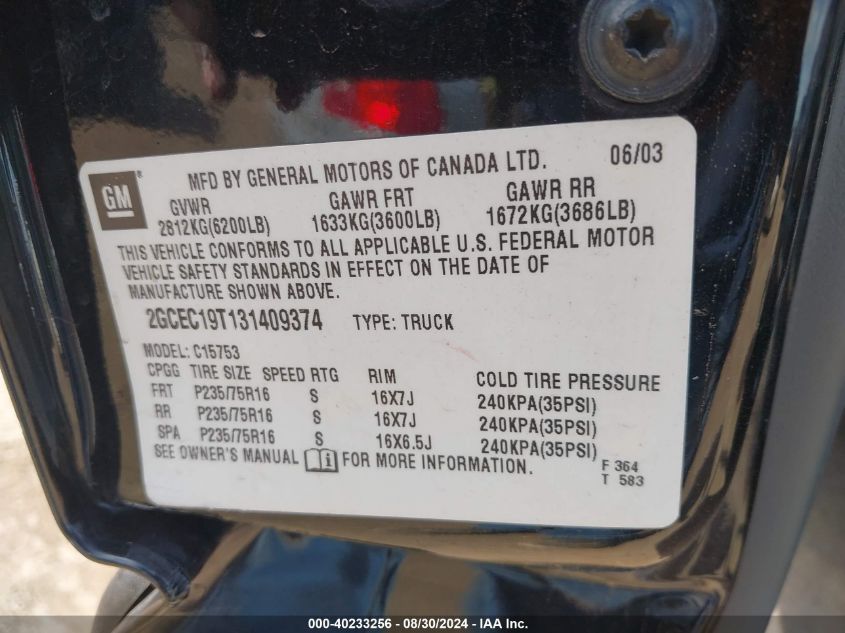 GM ® MFD BY GENERAL MOTORS OF CANADA LTD. 06/03
GVWR GAWR FRT GAWR RR
2812KG(6200LB) 1633KG(3600LB) 1672KG(3686LB)
THIS VEHICLE CONFORMS TO ALL APPLICABLE U.S. FEDERAL MOTOR
VEHICLE SAFETY STANDARDS IN EFFECT ON THE DATE OF
MANUFACTURE SHOWN ABOVE.
2GCEC19T131409374 TYPE: TRUCK
MODEL: C15753
CPGG TIRE SIZE SPEED RTG RIM COLD TIRE PRESSURE
FRT P235/75R16 S 16X7J 240KPA(35PSI)
RR P235/75R16 S 16X7J 240KPA(35PSI)
SPA P235/75R16 S 16X6.5J 240KPA(35PSI)
SEE OWNER'S MANUAL i FOR MORE INFORMATION.
F 364
T 583
000-40233256 - 08/30/2024 - IAAI.COM